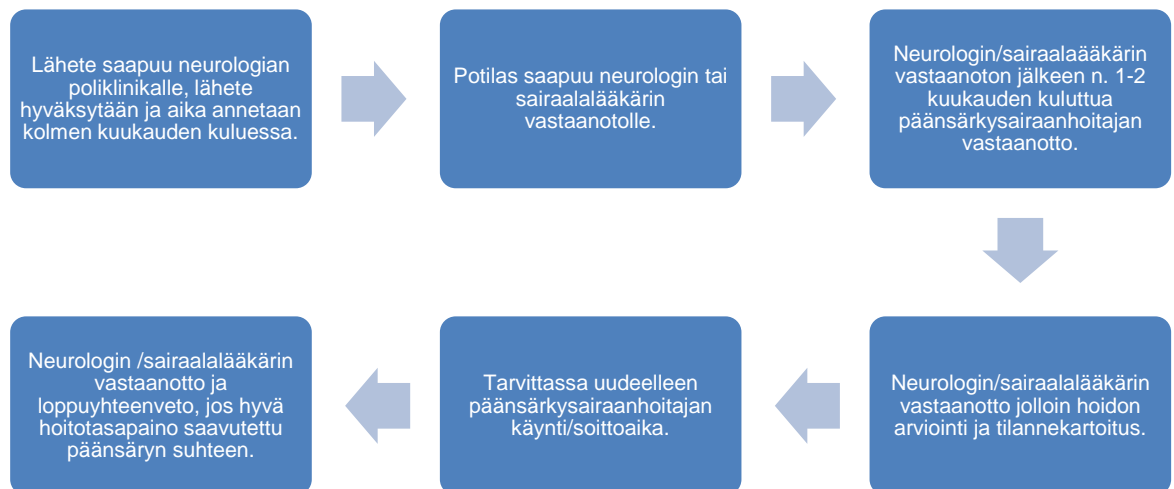 Lähete saapuu neurologian
poliklinikalle, lähete
hyväksytään ja aika annetaan
kolmen kuukauden kuluessa.
Potilas saapuu neurologin tai
sairaalalääkärin
vastaanotolle.
Neurologin/sairaalaääkärin
vastaanoton jälkeen n. 1-2
kuukauden kuluttua
päänsärkysairaanhoitajan
vastaanotto.
Neurologin/sairaalalääkärin
vastaanotto jolloin hoidon
arviointi ja tilannekartoitus.
Tarvittassa uudeelleen
päänsärkysairaanhoitajan
käynti/soittoaika.
Neurologin /sairaalalääkärin
vastaanotto ja
loppuyhteenveto, jos hyvä
hoitotasapaino saavutettu
päänsäryn suhteen.